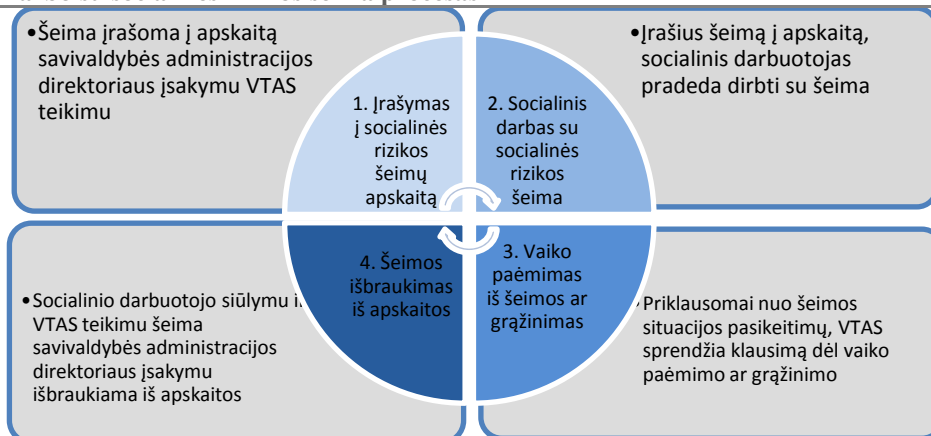 •Šeima įrašoma į apskaitą
savivaldybės administracijos
direktoriaus įsakymu VTAS
teikimu
•Įrašius šeimą į apskaitą,
socialinis darbuotojas
pradeda dirbti su šeima
1. Įrašymas
į socialinės
rizikos
šeimų
apskaitą
2. Socialinis
darbas su
socialinės
rizikos
šeima
4. Šeimos
išbraukimas
iš apskaitos
3. Vaiko
paėmimas
iš šeimos ar
grąžinimas
•Socialinio darbuotojo siūlymu
VTAS teikimu šeima
savivaldybės administracijos
direktoriaus įsakymu
išbraukiama iš apskaitos
•Priklausomai nuo šeimos
situacijos pasikeitimų, VTAS
sprendžia klausimą dėl vaiko
paėmimo ar grąžinimo